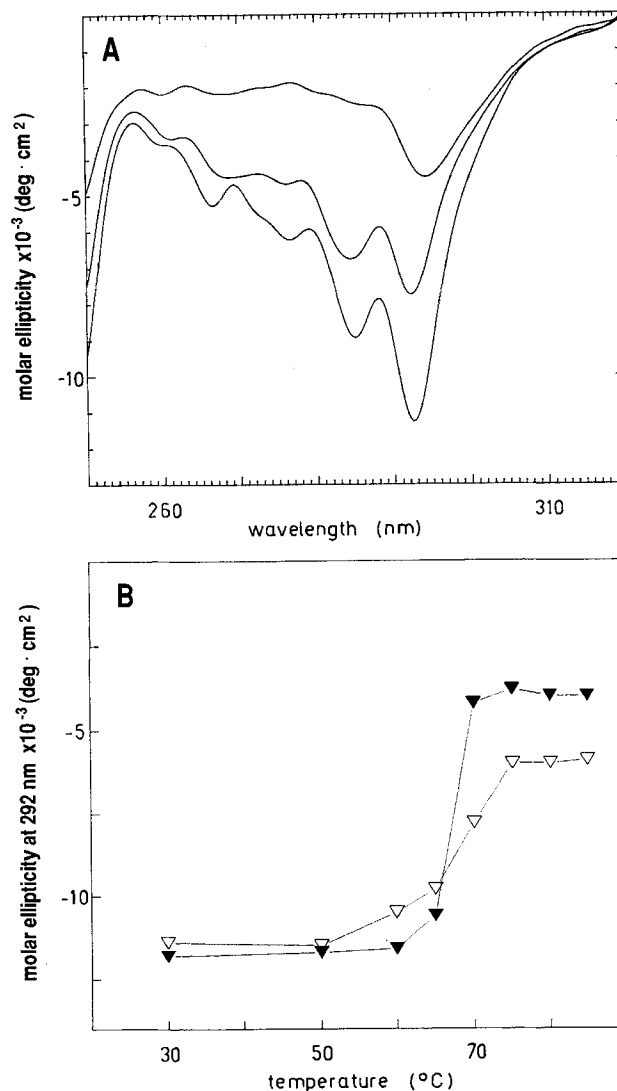 A
molar ellipticity x10⁻³ (deg · cm²)
-5
-10
260
310
wavelength (nm)
B
molar ellipticity at 292 nm x10⁻³ (deg · cm²)
-5
-10
30
50
70
temperature (°C)